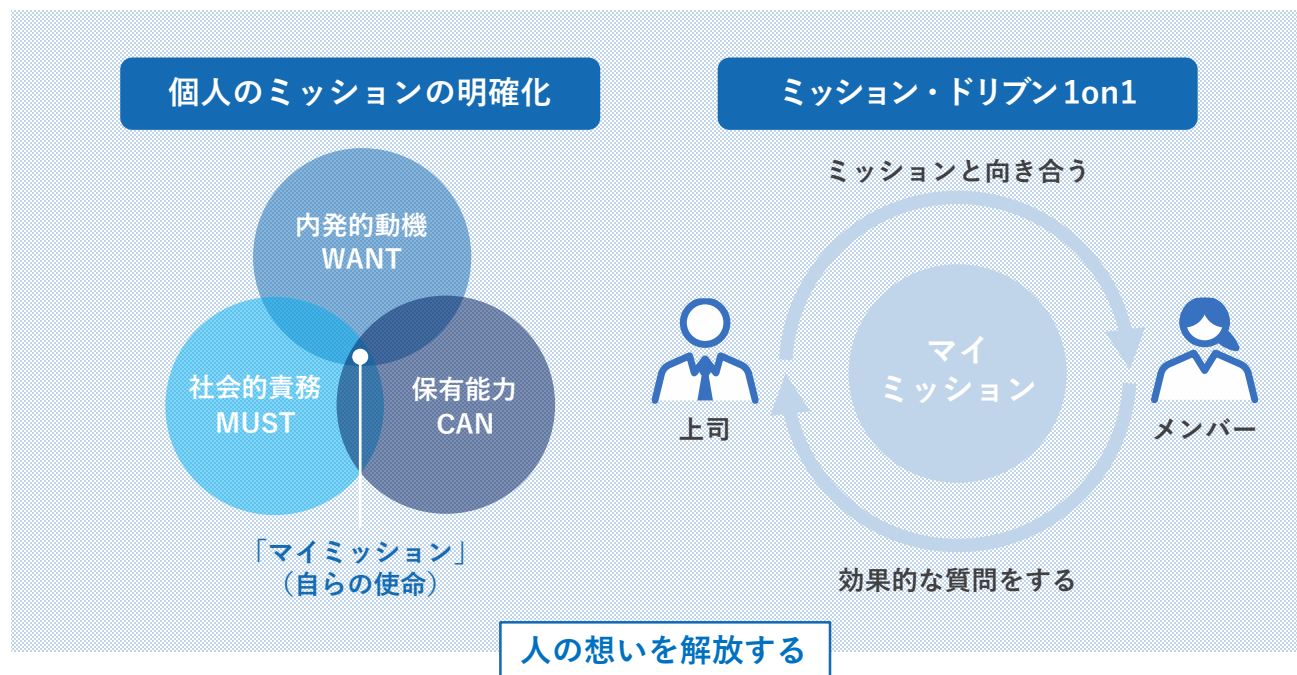 個人のミッションの明確化
内発的動機
WANT
社会的責務
MUST
保有能力
CAN
「マイミッション」
（自らの使命）
ミッション・ドリブン1on1
ミッションと向き合う
マイ
ミッション
上司
メンバー
効果的な質問をする
人の想いを解放する